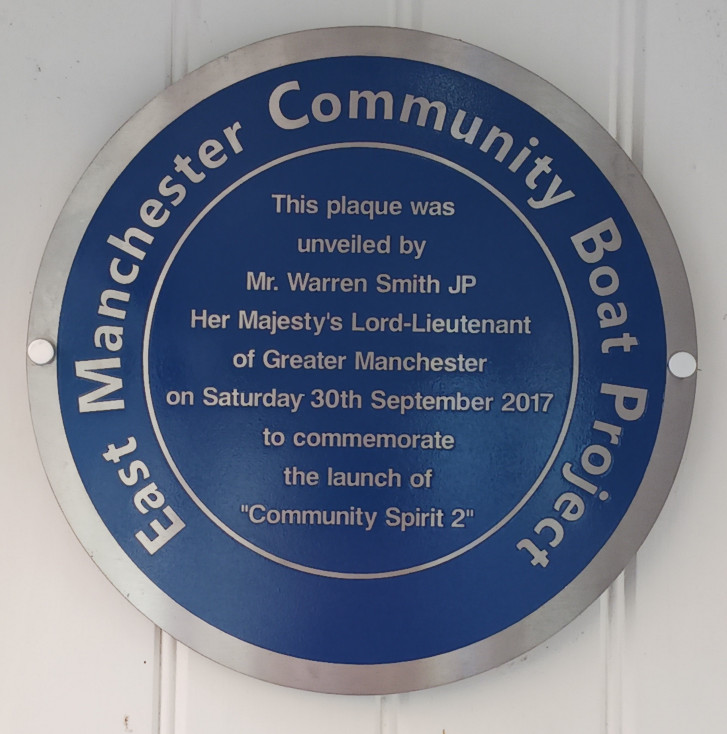 East Manchester Community Boat Project
This plaque was
unveiled by
Mr. Warren Smith JP
Her Majesty's Lord-Lieutenant
of Greater Manchester
on Saturday 30th September 2017
to commemorate
the launch of
"Community Spirit 2"